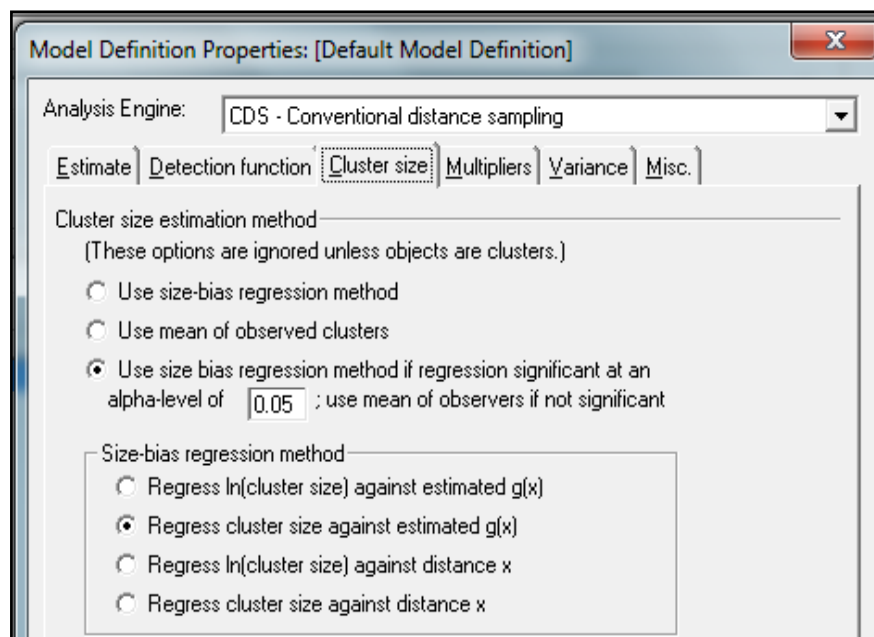 Model Definition Properties: [Default Model Definition]
Analysis Engine: CDS - Conventional distance sampling
Estimate Detection function Cluster size Multipliers Variance Misc.
Cluster size estimation method
(These options are ignored unless objects are clusters.)
Use size-bias regression method
Use mean of observed clusters
Use size bias regression method if regression significant at an
alpha-level of 0.05 ; use mean of observers if not significant
Size-bias regression method
Regress ln(cluster size) against estimated g(x)
Regress cluster size against estimated g(x)
Regress ln(cluster size) against distance x
Regress cluster size against distance x